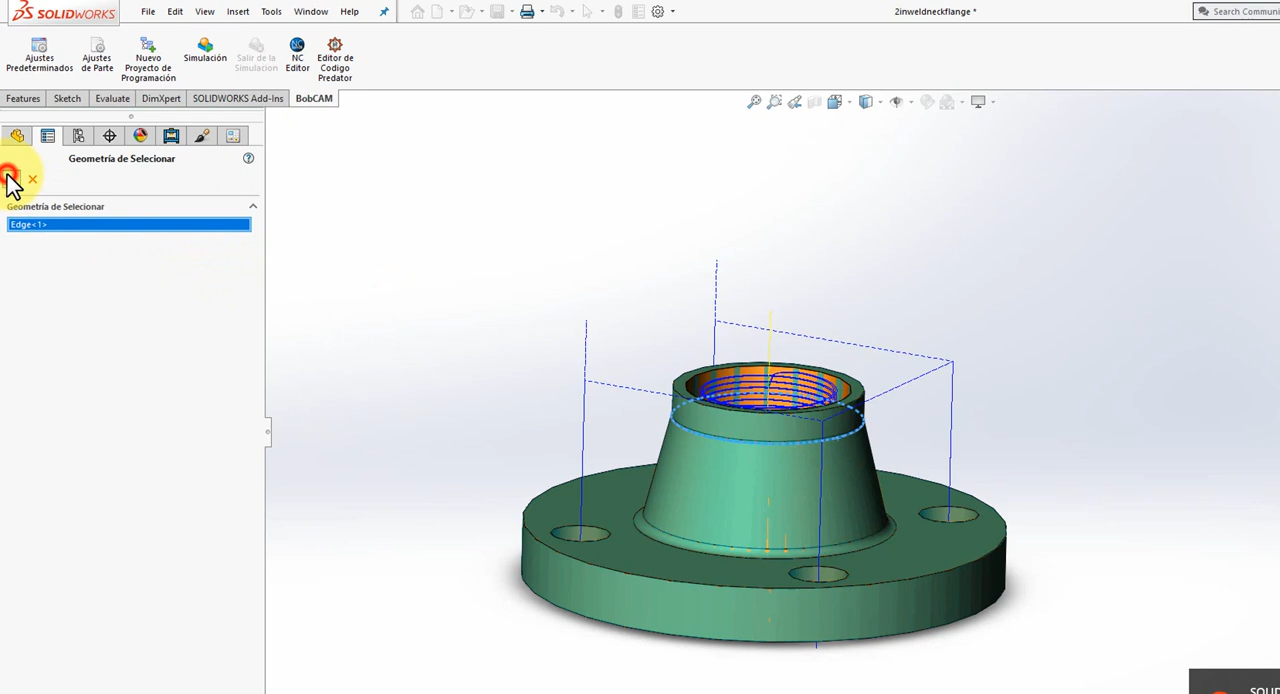 SOLIDWORKS File Edit View Insert Tools Window Help 2inweldneckflange * Search Communi
Ajustes Predeterminados
Ajustes de Parte
Nuevo Proyecto de Programación
Simulación
Salir de la Simulacion
NC Editor
Editor de Codigo Predator
Features Sketch Evaluate DimXpert SOLIDWORKS Add-Ins BobCAM
Geometría de Selecionar
Geometría de Selecionar
Edge<1>
SOLID